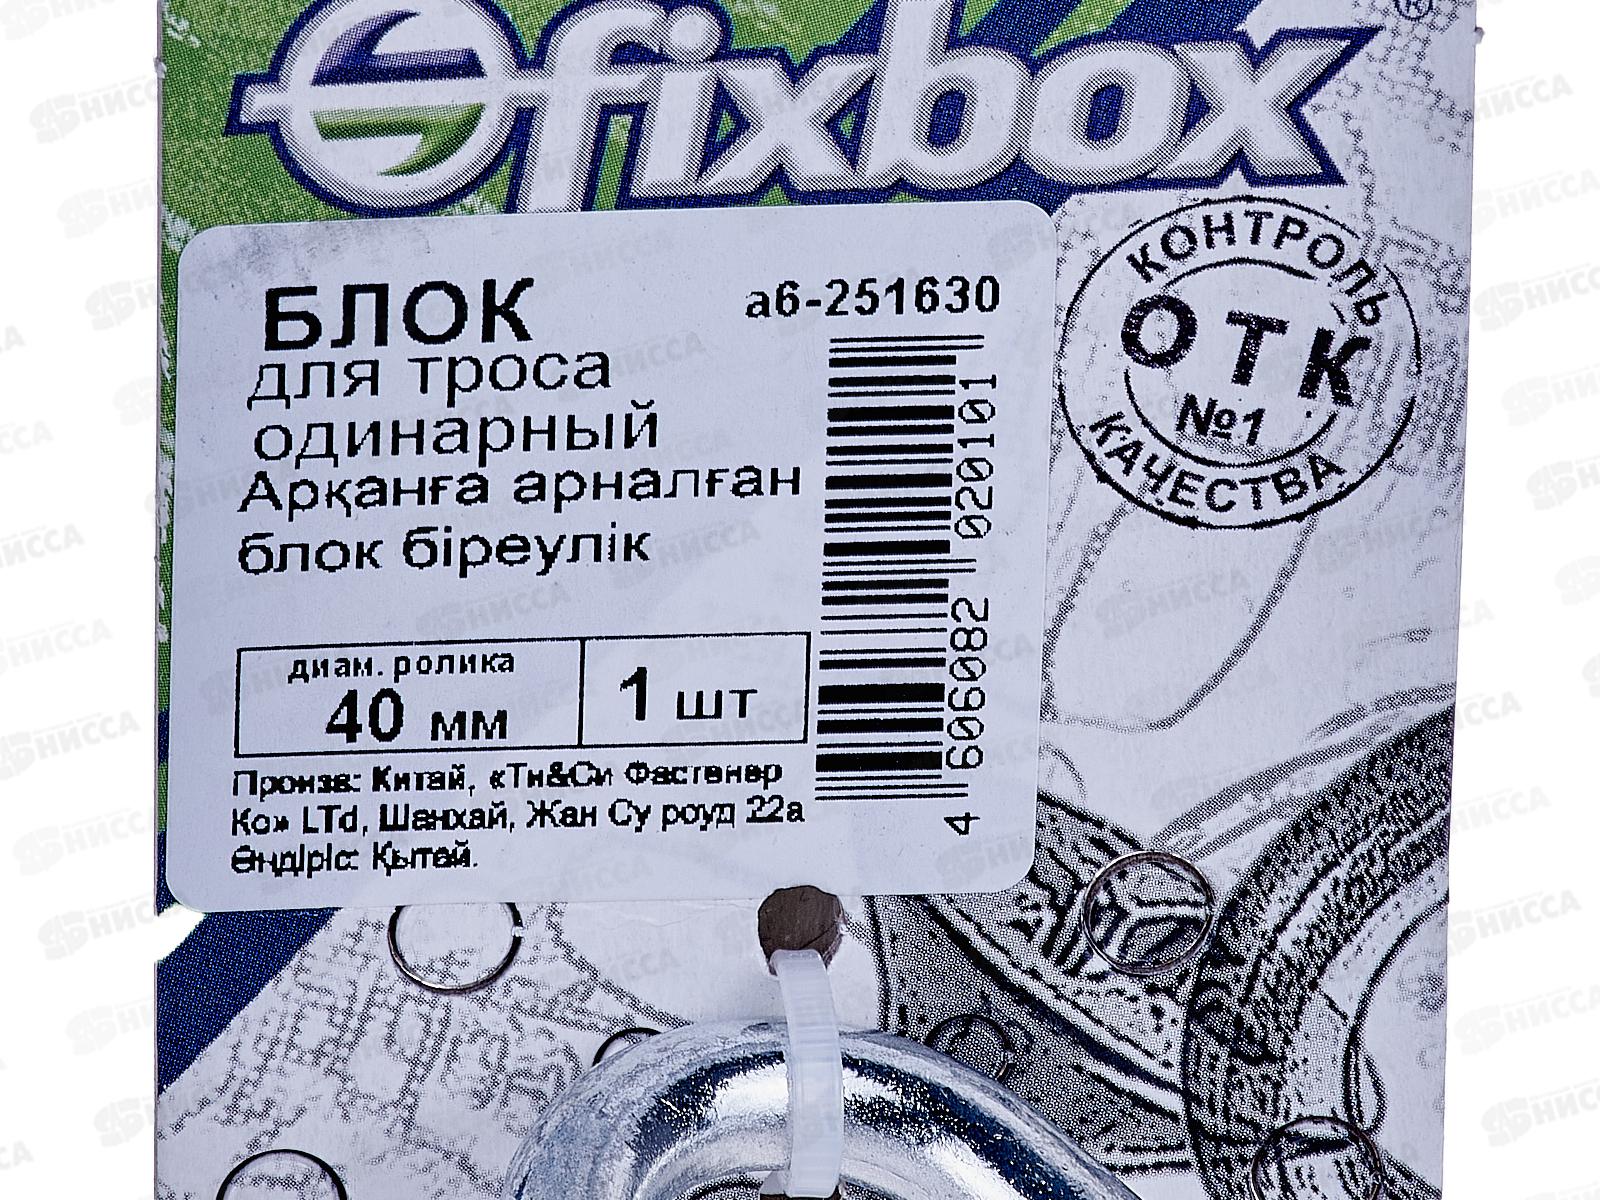 fixbox®
БЛОК
для троса
одинарный
Арқанға арналған
блок біреулік
а6-251630
4 606082 020101
диам. ролика
40 мм
1 шт
Произв: Китай, «Ти&Си Фастенер
Ко» LTd, Шанхай, Жан Су роуд 22а
Өндіріс: Қытай.
КОНТРОЛЬ
ОТК
№1
КАЧЕСТВА
НИССА